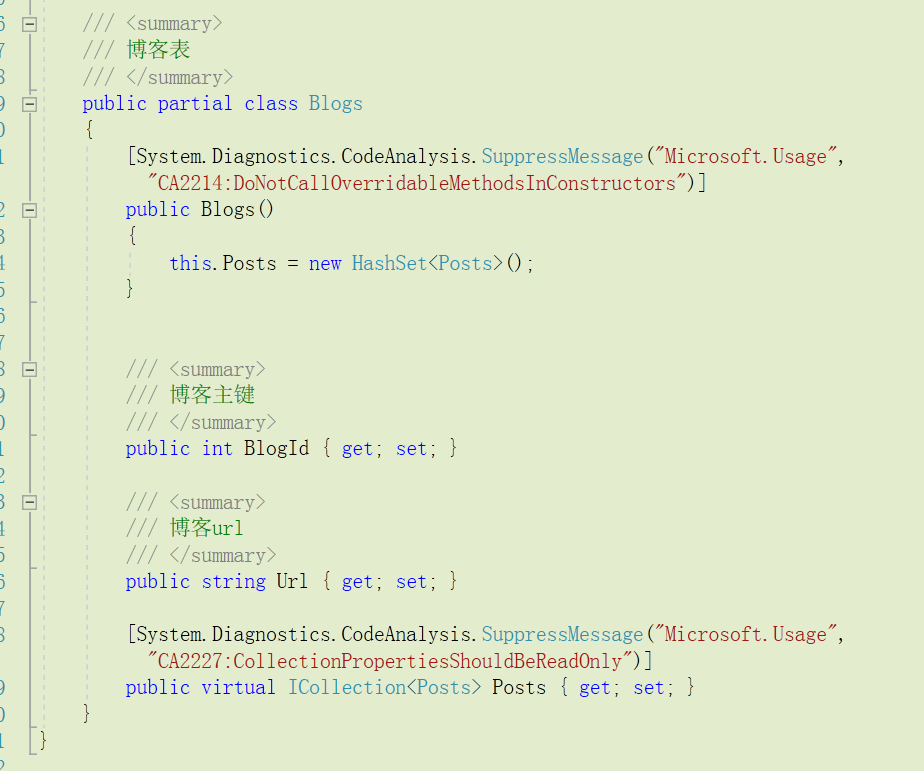 /// <summary>
/// 博客表
/// </summary>
public partial class Blogs
{
[System.Diagnostics.CodeAnalysis.SuppressMessage("Microsoft.Usage",
"CA2214:DoNotCallOverridableMethodsInConstructors")]
public Blogs()
{
this.Posts = new HashSet<Posts>();
}
/// <summary>
/// 博客主键
/// </summary>
public int BlogId { get; set; }
/// <summary>
/// 博客url
/// </summary>
public string Url { get; set; }
[System.Diagnostics.CodeAnalysis.SuppressMessage("Microsoft.Usage",
"CA2227:CollectionPropertiesShouldBeReadOnly")]
public virtual ICollection<Posts> Posts { get; set; }
}
}